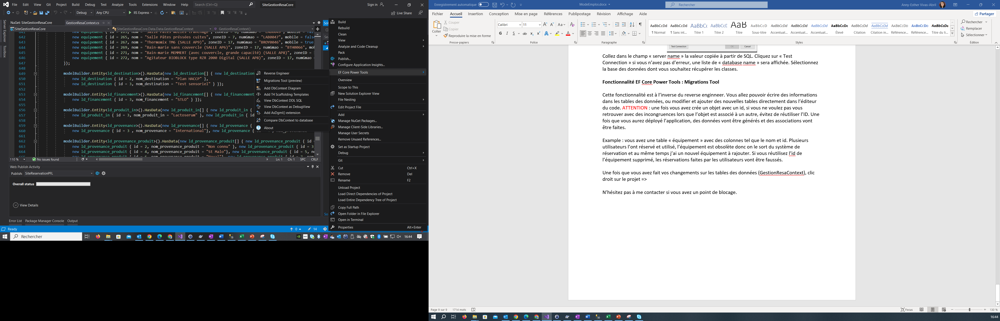 File Edit View Git Project Build Debug Test Analyze Tools Extensions Window Help Search (Ctrl+Q) SiteGestionResaCore Sign in
Debug Any CPU IIS Express Live Share
Server Explorer
Toolbox
NuGet: SiteGestionResaCore GestionResaContext.cs
SiteGestionResaCore SiteGestionResaCore.Data.Data.GestionResaContext GestionResaContext()
642 new equipement { id = 265, nom = "Salle Pâtes préssées cuites", zoneID = 7, numGmao = "LAB0047", mobile = false
643 new equipement { id = 267, nom = "Thermomix TM6 (SALLE AP9)", zoneID = 17, numGmao = "BROY0046", mobile = true
644 new equipement { id = 269, nom = "Bain-marie sans couvercle (SALLE AP6)", zoneID = 17, numGmao = "BTH0066", mo
645 new equipement { id = 271, nom = "Bain-marie MEMMERT (avec couvercle, grande capacité) (SALLE AP8)", zoneID =
646 new equipement { id = 272, nom = "Agitateur BIOBLOCK type RZR 2000 Digital (SALLE AP8)", zoneID = 17, numGmao =
647 });
648
649 modelBuilder.Entity<ld_destination>().HasData(new ld_destination[] { new ld_destination
650 new ld_destination { id = 2, nom_destination = "Plan HACCP" },
651 new ld_destination { id = 3, nom_destination = "Test sensoriel" } });
652
653 modelBuilder.Entity<ld_financement>().HasData(new ld_financement[] { new ld_financement
654 new ld_financement { id = 3, nom_financement = "STLO" } });
655
656 modelBuilder.Entity<ld_produit_in>().HasData(new ld_produit_in[] { new ld_produit_in {
657 new ld_produit_in { id = 3, nom_produit_in = "Lactoserum" }, new ld_produit_in { id
658
659 modelBuilder.Entity<ld_provenance>().HasData(new ld_provenance[] { new ld_provenance {
660 new ld_provenance { id = 3 , nom_provenance = "International"}, new ld_provenance {
661
662 modelBuilder.Entity<ld_provenance_produit>().HasData(new ld_provenance_produit[] { new ld_provenance_produit { id =
663 new ld_provenance_produit { id = 2, nom_provenance_produit = "Non connu" }, new ld_provenance_produit { id = 3
664 new ld_provenance_produit { id = 4, nom_provenance_produit = "St Malo"}, new ld_provenance_produit { id = 5, n
110 % No issues found Ln: 1 Ch: 1 SPC CRLF
Web Publish Activity
Publish: SiteReservationPFL
Overall status
View Details
Error List Package Manager Console Output
Ready 0 14
Rechercher 16:44
Reverse Engineer
Migrations Tool (preview)
Add DbContext Diagram
Add T4 Scaffolding Templates
View DbContext DDL SQL
View DbContext as DebugView
Add AsDgml() extension
Compare DbContext to database
About
Build
Rebuild
Clean
View
Analyze and Code Cleanup
Pack
Publish...
Configure Application Insights...
EF Core Power Tools
Overview
Scope to This
New Solution Explorer View
File Nesting
Edit Project File
Add
Manage NuGet Packages...
Manage Client-Side Libraries...
Manage User Secrets
Remove Unused References...
Set as Startup Project
Debug
Git
Cut Ctrl+X
Remove Del
Rename F2
Unload Project
Load Direct Dependencies of Project
Load Entire Dependency Tree of Project
Copy Full Path
Open Folder in File Explorer
Open in Terminal
Properties Alt+Enter
Enregistrement automatique ModeEmploi.docx Rechercher Anny-Esther Vivas-Abril
Fichier Accueil Insertion Conception Mise en page Références Publipostage Révision Affichage Aide Partager
Coller Couper
Copier
Reproduire la mise en forme
Calibri 11
G I S ab
¶ Normal ¶ Sans int... Titre 1 Titre 2 Titre Sous-titre Accentuat... Accentuat... Accentuat... Élevé Citation Citation in... Référence... Référence... Titre du li...
Rechercher
Remplacer
Sélectionner
Presse-papiers Police Paragraphe Styles Édition
Test Connection OK Cancel
Collez dans le champ « server name » la valeur copiée à partir de SQL. Cliquez sur « Test
Connection » si vous n’avez pas d’erreur, une liste de « database name » sera affichée. Sélectionnez
la base des données dont vous souhaitez récupérer les classes.
Fonctionnalité EF Core Power Tools : Migrations Tool
Cette fonctionnalité est à l’inverse du reverse enginneer. Vous allez pouvoir écrire des informations
dans les tables des données, ou modifier et ajouter des nouvelles tables directement dans l’éditeur
du code. ATTENTION : une fois vous avez crée un objet avec un id, si vous ne voulez pas vous
retrouver avec des incongruences lors que l’objet est associé à un autre, évitez de réutiliser l’ID. Une
fois que vous aurez déployé l’application, des données vont être générés et des associations vont
être faites.
Example : vous avez une table « équipement » avec des colonnes tel que le nom et id. Plusieurs
utilisateurs l’ont réservé et utilisé, l’équipement est obsolète donc on le sort du système de
réservation et au même temps j’ai un nouvel équipement à rajouter. Si vous réutilisez l’id de
l’équipement supprimé, les réservations faites par les utilisateurs vont être faussés.
Une fois que vous avez fait vos changements sur les tables des données (GestionResaContext), clic
droit sur le projet =>
N’hésitez pas à me contacter si vous avez un point de blocage.
Page 9 sur 9 1714 mots Focus 130 %
16:44